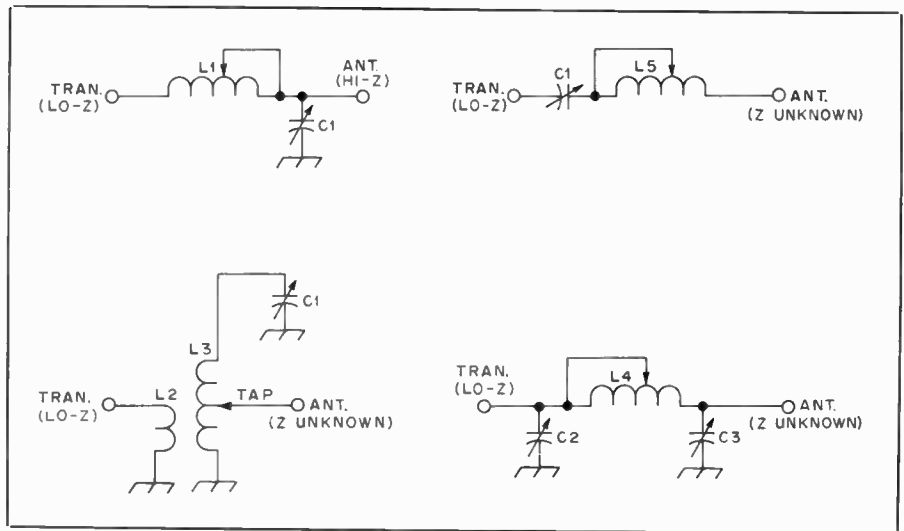 TRAN.
(LO-Z)
L1
C1
ANT.
(HI-Z)
TRAN.
(LO-Z)
C1
L5
ANT.
(Z UNKNOWN)
TRAN.
(LO-Z)
L2
L3
C1
TAP
ANT.
(Z UNKNOWN)
TRAN.
(LO-Z)
C2
L4
C3
ANT.
(Z UNKNOWN)